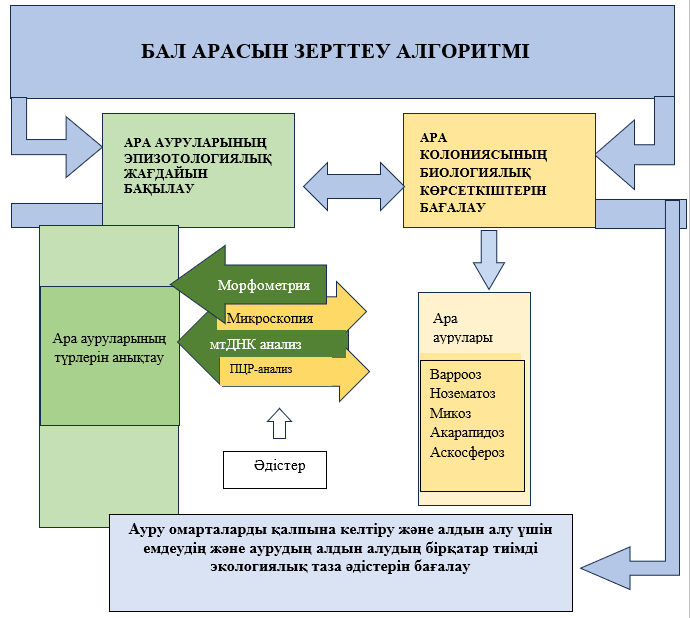 БАЛ АРАСЫН ЗЕРТТЕУ АЛГОРИТМІ
АРА АУРУЛАРЫНЫҢ
ЭПИЗОТОЛОГИЯЛЫҚ
ЖАҒДАЙЫН
БАҚЫЛАУ
АРА
КОЛОНИЯСЫНЫҢ
БИОЛОГИЯЛЫҚ
КӨРСЕТКІШТЕРІН
БАҒАЛАУ
Ара ауруларының
түрлерін анықтау
Морфометрия
Микроскопия
мтДНК анализ
ПЦР-анализ
Әдістер
Ара
аурулары
Варрооз
Нозематоз
Микоз
Акарапидоз
Аскосфероз
Ауру омарталарды қалпына келтіру және алдын алу үшін
емдеудің және аурудың алдын алудың бірқатар тиімді
экологиялық таза әдістерін бағалау